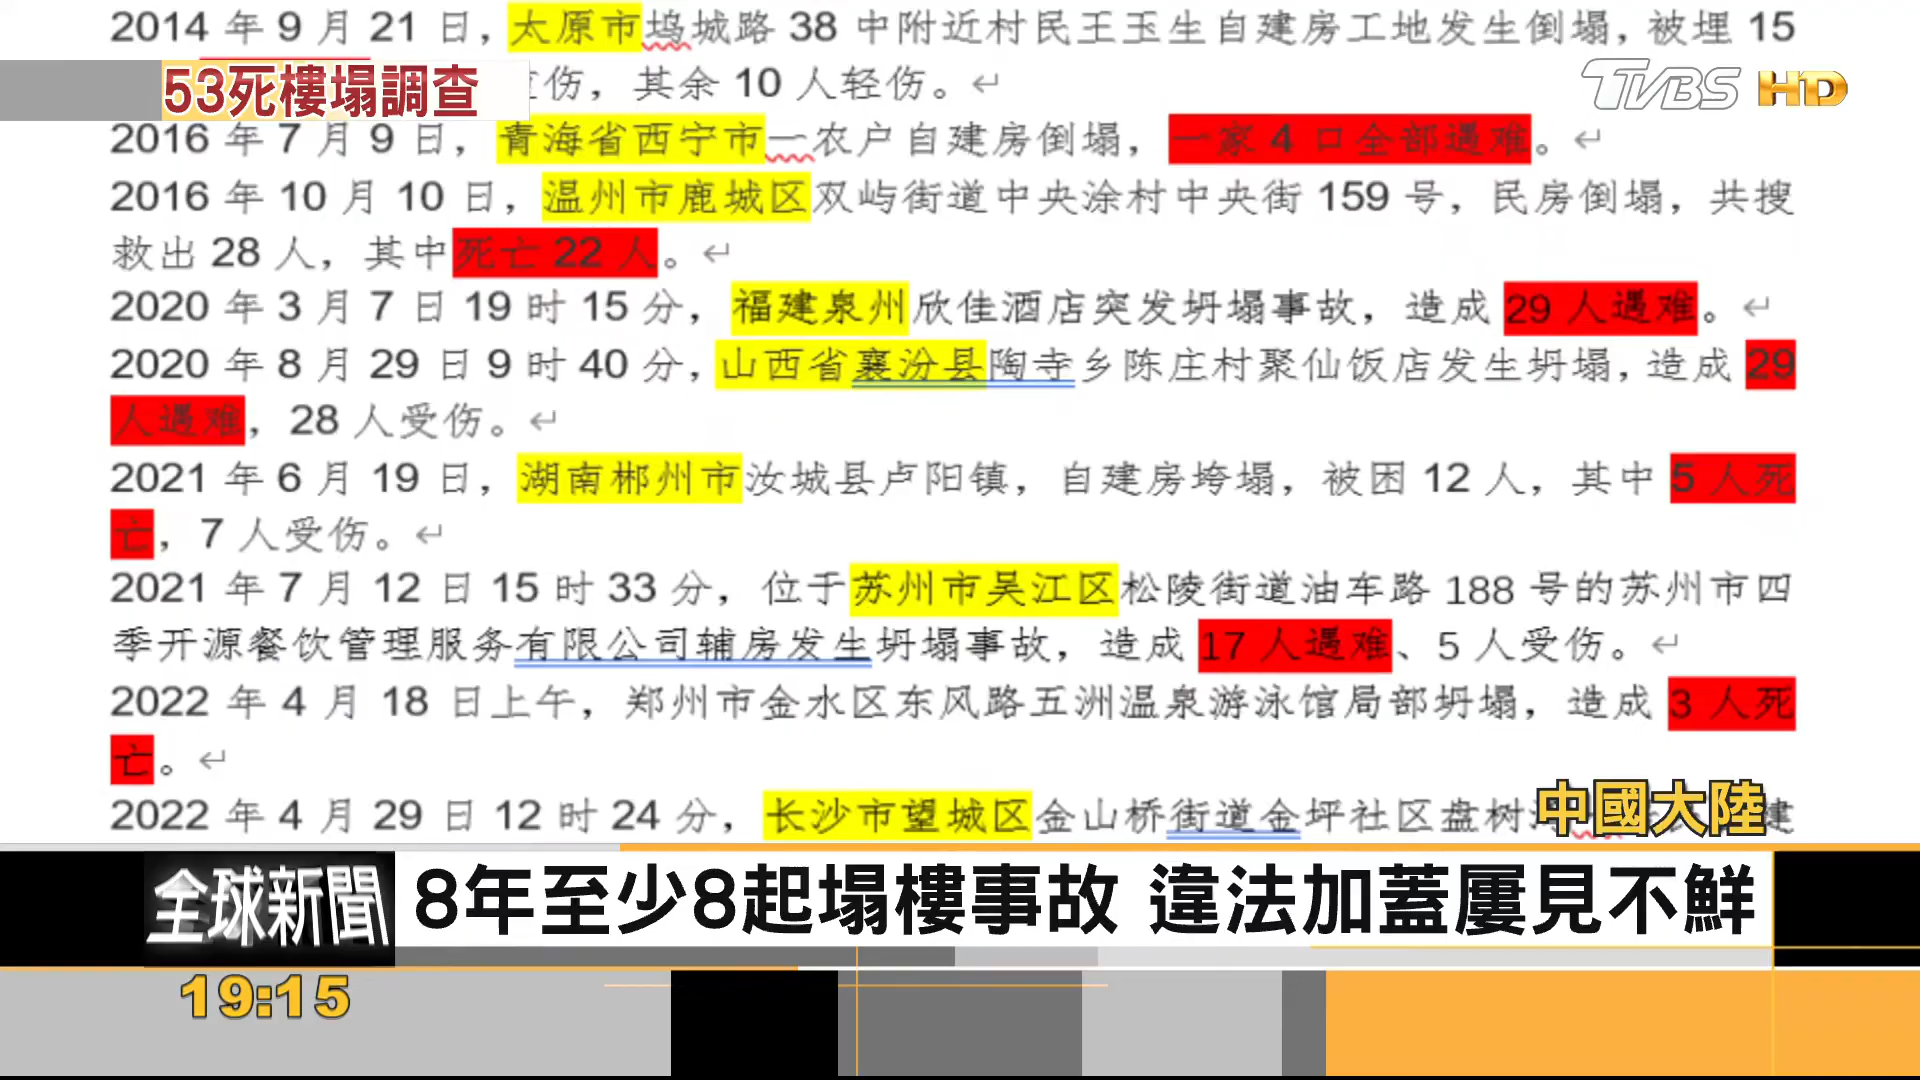 2014 年 9 月 21 日，太原市坞城路 38 中附近村民王玉生自建房工地发生倒塌，被埋 15
伤，其余 10 人轻伤。
53死樓塌調查
TVBS HD
2016 年 7 月 9 日，青海省西宁市一农户自建房倒塌，一家 4 口全部遇难。
2016 年 10 月 10 日，温州市鹿城区双屿街道中央涂村中央街 159 号，民房倒塌，共搜
救出 28 人，其中死亡 22 人。
2020 年 3 月 7 日 19 时 15 分，福建泉州欣佳酒店突发坍塌事故，造成 29 人遇难。
2020 年 8 月 29 日 9 时 40 分，山西省襄汾县陶寺乡陈庄村聚仙饭店发生坍塌，造成 29
人遇难，28 人受伤。
2021 年 6 月 19 日，湖南郴州市汝城县卢阳镇，自建房垮塌，被困 12 人，其中 5 人死
亡，7 人受伤。
2021 年 7 月 12 日 15 时 33 分，位于苏州市吴江区松陵街道油车路 188 号的苏州市四
季开源餐饮管理服务有限公司辅房发生坍塌事故，造成 17 人遇难、5 人受伤。
2022 年 4 月 18 日上午，郑州市金水区东风路五洲温泉游泳馆局部坍塌，造成 3 人死
亡。
2022 年 4 月 29 日 12 时 24 分，长沙市望城区金山桥街道金坪社区盘树 建
中國大陸
全球新聞
8年至少8起塌樓事故 違法加蓋屢見不鮮
19:15